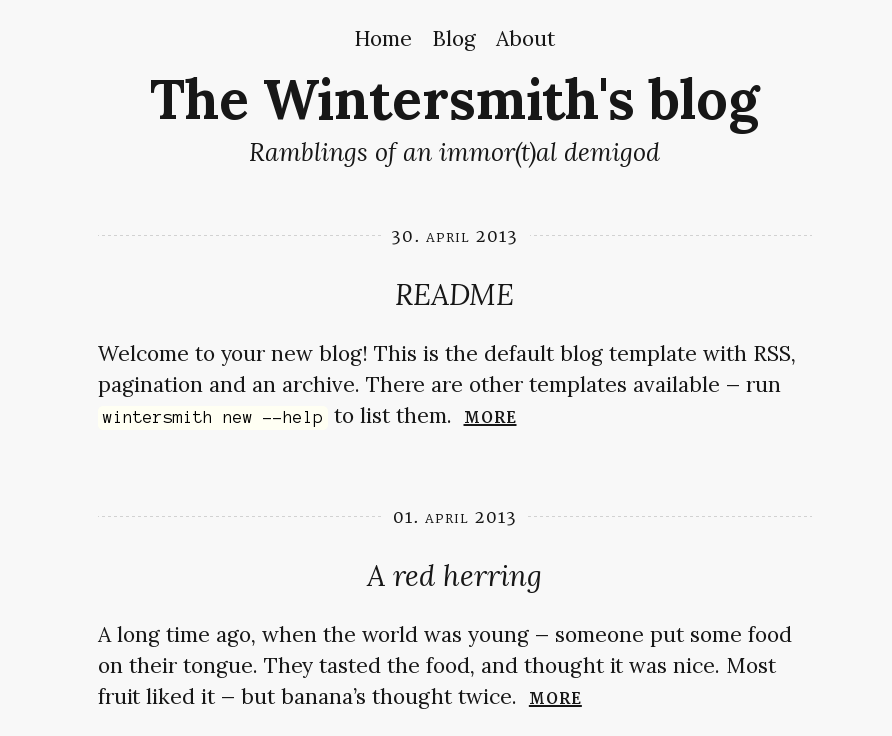 Home Blog About
The Wintersmith's blog
Ramblings of an immor(t)al demigod
30. APRIL 2013
README
Welcome to your new blog! This is the default blog template with RSS,
pagination and an archive. There are other templates available — run
wintersmith new --help to list them. MORE
01. APRIL 2013
A red herring
A long time ago, when the world was young — someone put some food
on their tongue. They tasted the food, and thought it was nice. Most
fruit liked it — but banana’s thought twice. MORE